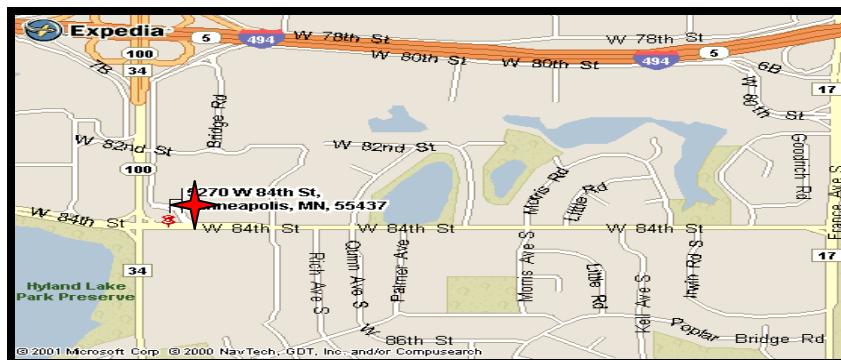 Expedia
5
494
W 78th St
W 78th St
5
100
34
7B
W 80th St
W 80th St
494
6B
W 80th St
17
Bridge Rd
W 82nd St
W 82nd St
Goodrich Rd
100
5270 W 84th St,
Minneapolis, MN, 55437
Morris Rd
Little Rd
France Ave S
W 84th St
W 84th St
W 84th St
W 84th St
34
17
Hyland Lake
Park Preserve
Rich Ave S
Quinn Ave S
Palmer Ave
Morris Ave S
Little Rd
Kell Ave S
Irwin Rd S
W 86th St
Poplar Bridge Rd
© 2001 Microsoft Corp © 2000 NavTech, GDT, Inc. and/or Compusearch